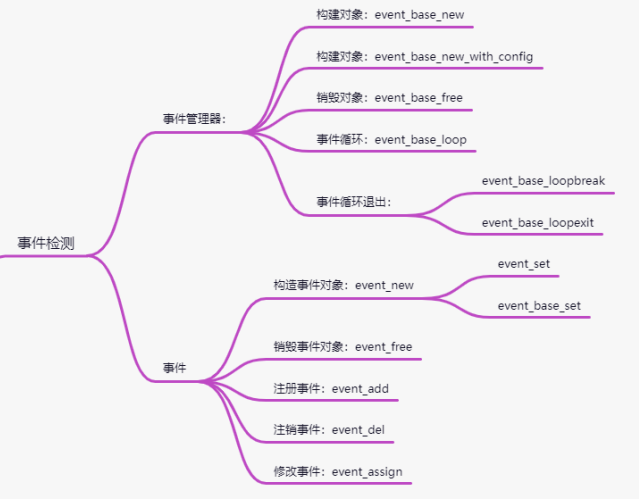 事件检测
事件管理器：
构建对象：event_base_new
构建对象：event_base_new_with_config
销毁对象：event_base_free
事件循环：event_base_loop
事件循环退出：
event_base_loopbreak
event_base_loopexit
事件
构造事件对象：event_new
event_set
event_base_set
销毁事件对象：event_free
注册事件：event_add
注销事件：event_del
修改事件：event_assign